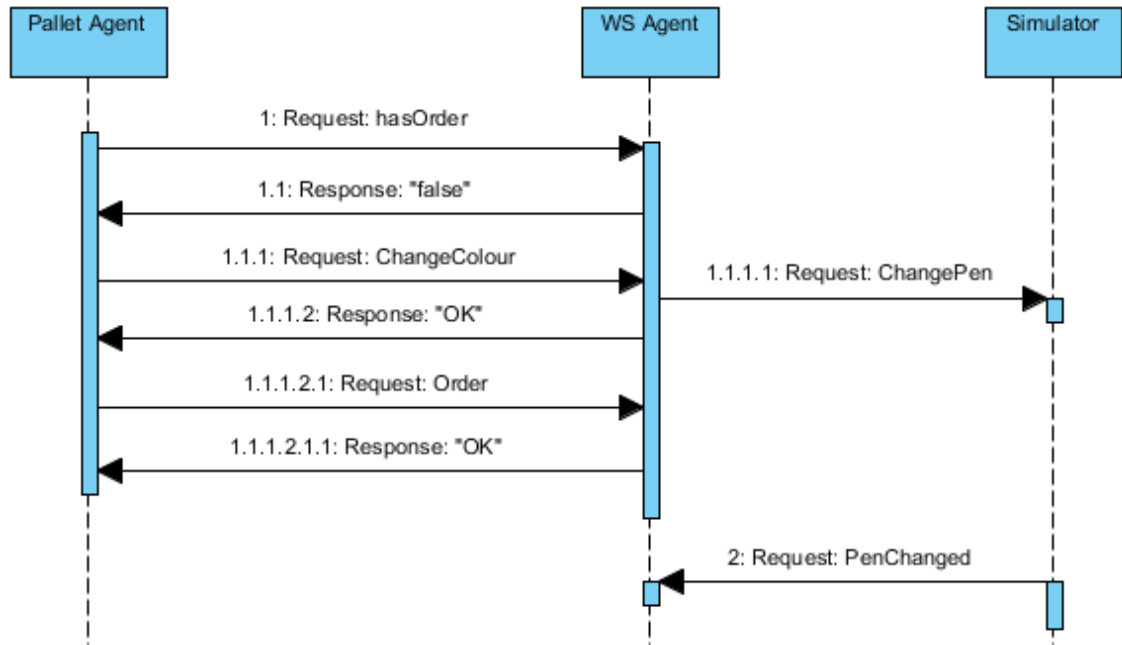 Pallet Agent
WS Agent
Simulator
1: Request: hasOrder
1.1: Response: "false"
1.1.1: Request: ChangeColour
1.1.1.1: Request: ChangePen
1.1.1.2: Response: "OK"
1.1.1.2.1: Request: Order
1.1.1.2.1.1: Response: "OK"
2: Request: PenChanged